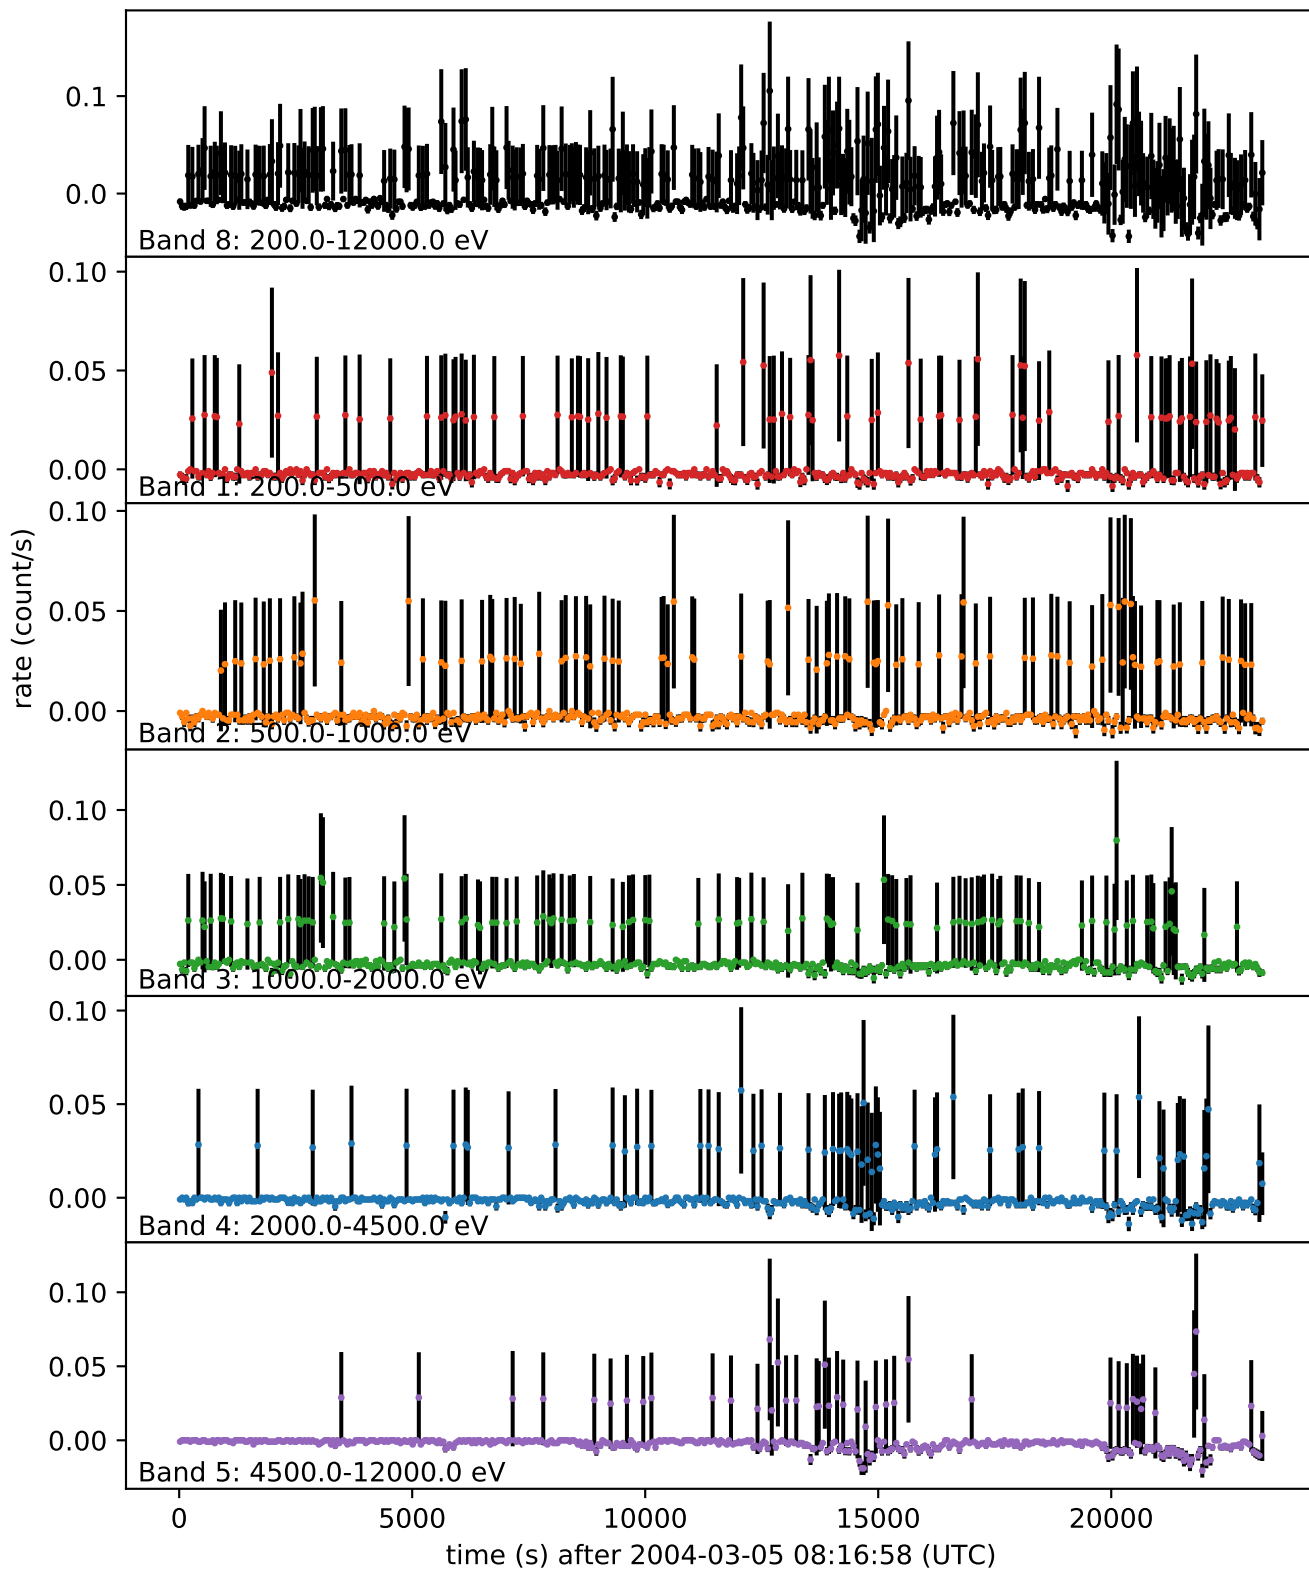 0.1
0.0
Band 8: 200.0-12000.0 eV
0.10
0.05
0.00
Band 1: 200.0-500.0 eV
0.10
0.05
0.00
Band 2: 500.0-1000.0 eV
rate (count/s)
0.10
0.05
0.00
Band 3: 1000.0-2000.0 eV
0.10
0.05
0.00
Band 4: 2000.0-4500.0 eV
0.10
0.05
0.00
Band 5: 4500.0-12000.0 eV
0 5000 10000 15000 20000
time (s) after 2004-03-05 08:16:58 (UTC)